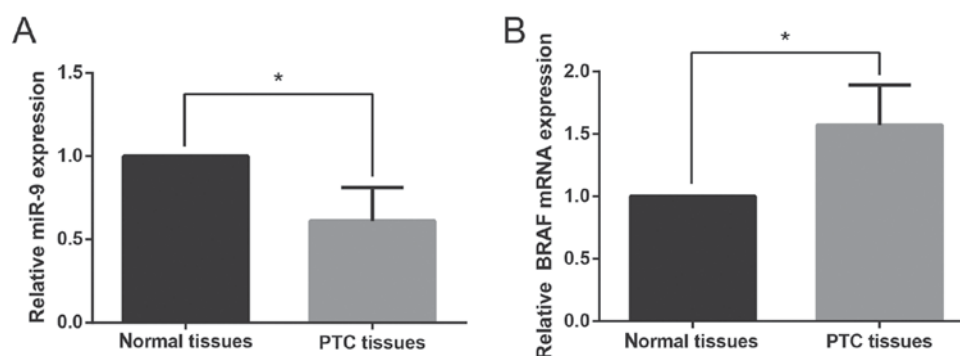 A
Relative miR-9 expression
1.5
1.0
0.5
0.0
*
Normal tissues
PTC tissues
B
Relative BRAF mRNA expression
2.0
1.5
1.0
0.5
0.0
*
Normal tissues
PTC tissues